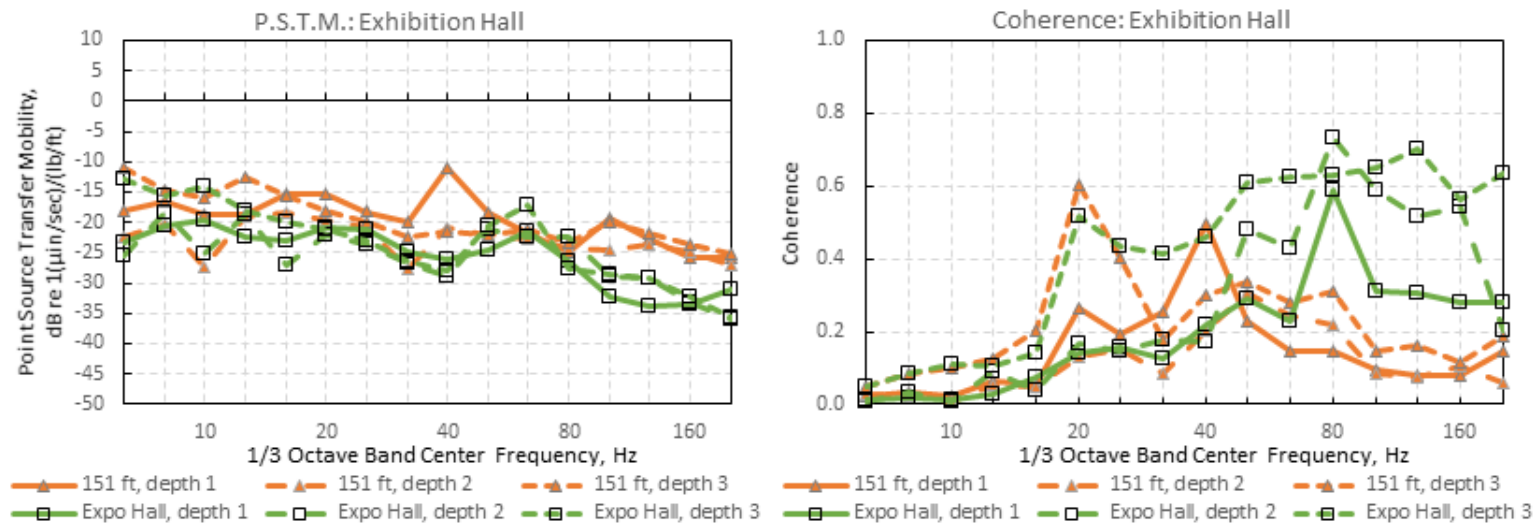 P.S.T.M.: Exhibition Hall
Point Source Transfer Mobility,
dB re 1(μin/sec)/(lb/ft)
10
5
0
-5
-10
-15
-20
-25
-30
-35
-40
-45
-50
10 20 40 80 160
1/3 Octave Band Center Frequency, Hz
151 ft, depth 1 151 ft, depth 2 151 ft, depth 3
Expo Hall, depth 1 Expo Hall, depth 2 Expo Hall, depth 3
Coherence: Exhibition Hall
Coherence
1.0
0.8
0.6
0.4
0.2
0.0
10 20 40 80 160
1/3 Octave Band Center Frequency, Hz
151 ft, depth 1 151 ft, depth 2 151 ft, depth 3
Expo Hall, depth 1 Expo Hall, depth 2 Expo Hall, depth 3